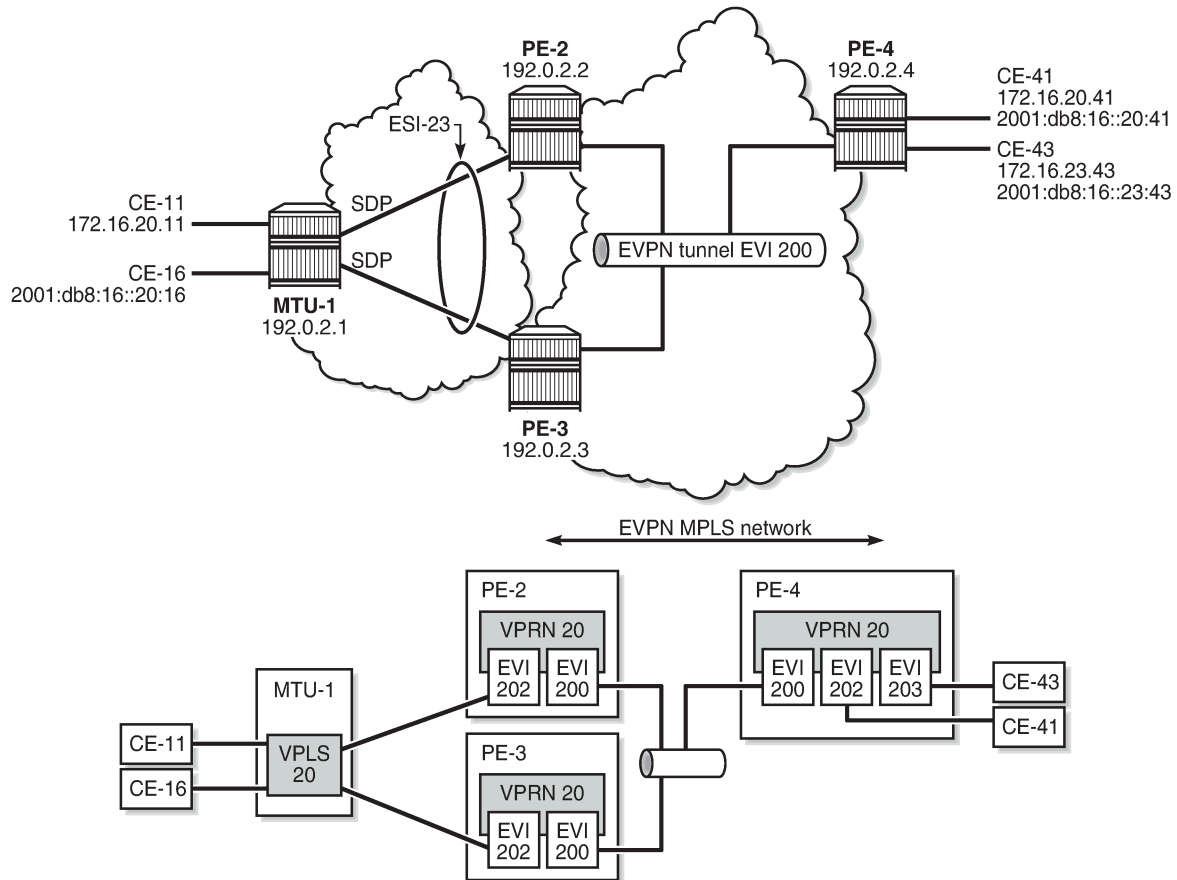 PE-2
192.0.2.2
PE-4
192.0.2.4
CE-41
172.16.20.41
2001:db8:16::20:41
CE-43
172.16.23.43
2001:db8:16::23:43
ESI-23
SDP
SDP
CE-11
172.16.20.11
CE-16
2001:db8:16::20:16
MTU-1
192.0.2.1
EVPN tunnel EVI 200
PE-3
192.0.2.3
EVPN MPLS network
PE-2
VPRN 20
EVI
202
EVI
200
PE-4
VPRN 20
EVI
200
EVI
202
EVI
203
CE-43
CE-41
MTU-1
VPLS
20
CE-11
CE-16
PE-3
VPRN 20
EVI
202
EVI
200